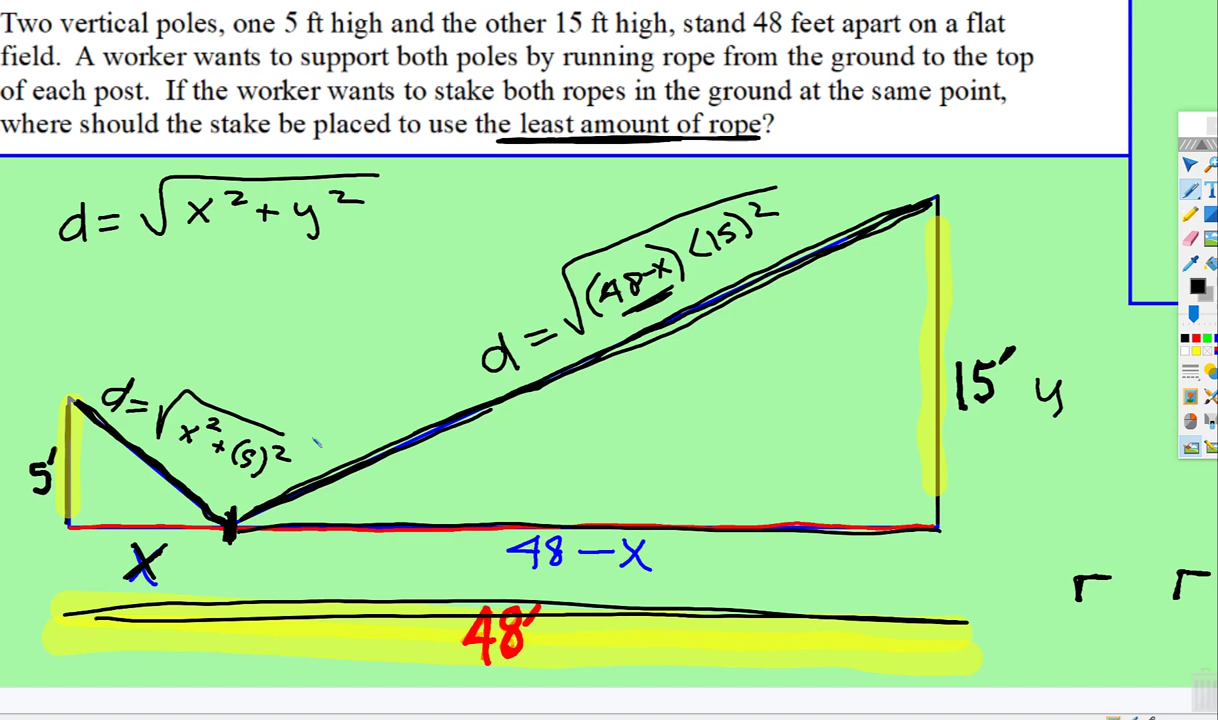 Two vertical poles, one 5 ft high and the other 15 ft high, stand 48 feet apart on a flat
field. A worker wants to support both poles by running rope from the ground to the top
of each post. If the worker wants to stake both ropes in the ground at the same point,
where should the stake be placed to use the least amount of rope?
d = √(x² + y²)
d = √((48-x) (15)²
d = √(x² + (5)²
15' y
5'
x
48 - x
48'